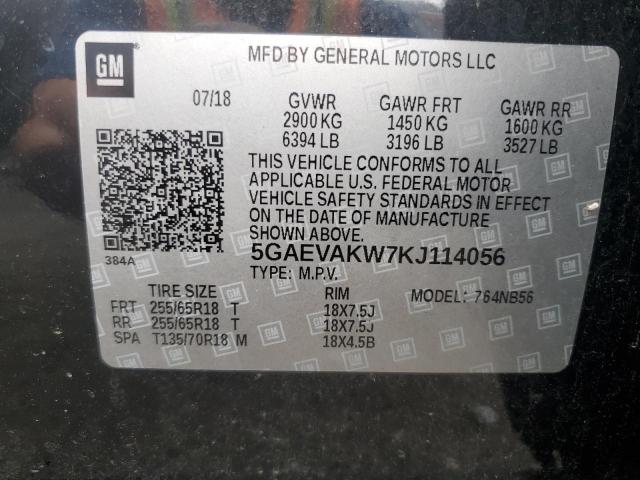 GM
MFD BY GENERAL MOTORS LLC
07/18 GVWR GAWR FRT GAWR RR
2900 KG 1450 KG 1600 KG
6394 LB 3196 LB 3527 LB
THIS VEHICLE CONFORMS TO ALL
APPLICABLE U.S. FEDERAL MOTOR
VEHICLE SAFETY STANDARDS IN EFFECT
ON THE DATE OF MANUFACTURE
SHOWN ABOVE.
384A
5GAEVAKW7KJ114056
TYPE: M.P.V. MODEL: 764NB56
TIRE SIZE RIM
FRT 255/65R18 T 18X7.5J
RR 255/65R18 T 18X7.5J
SPA T135/70R18 M 18X4.5B